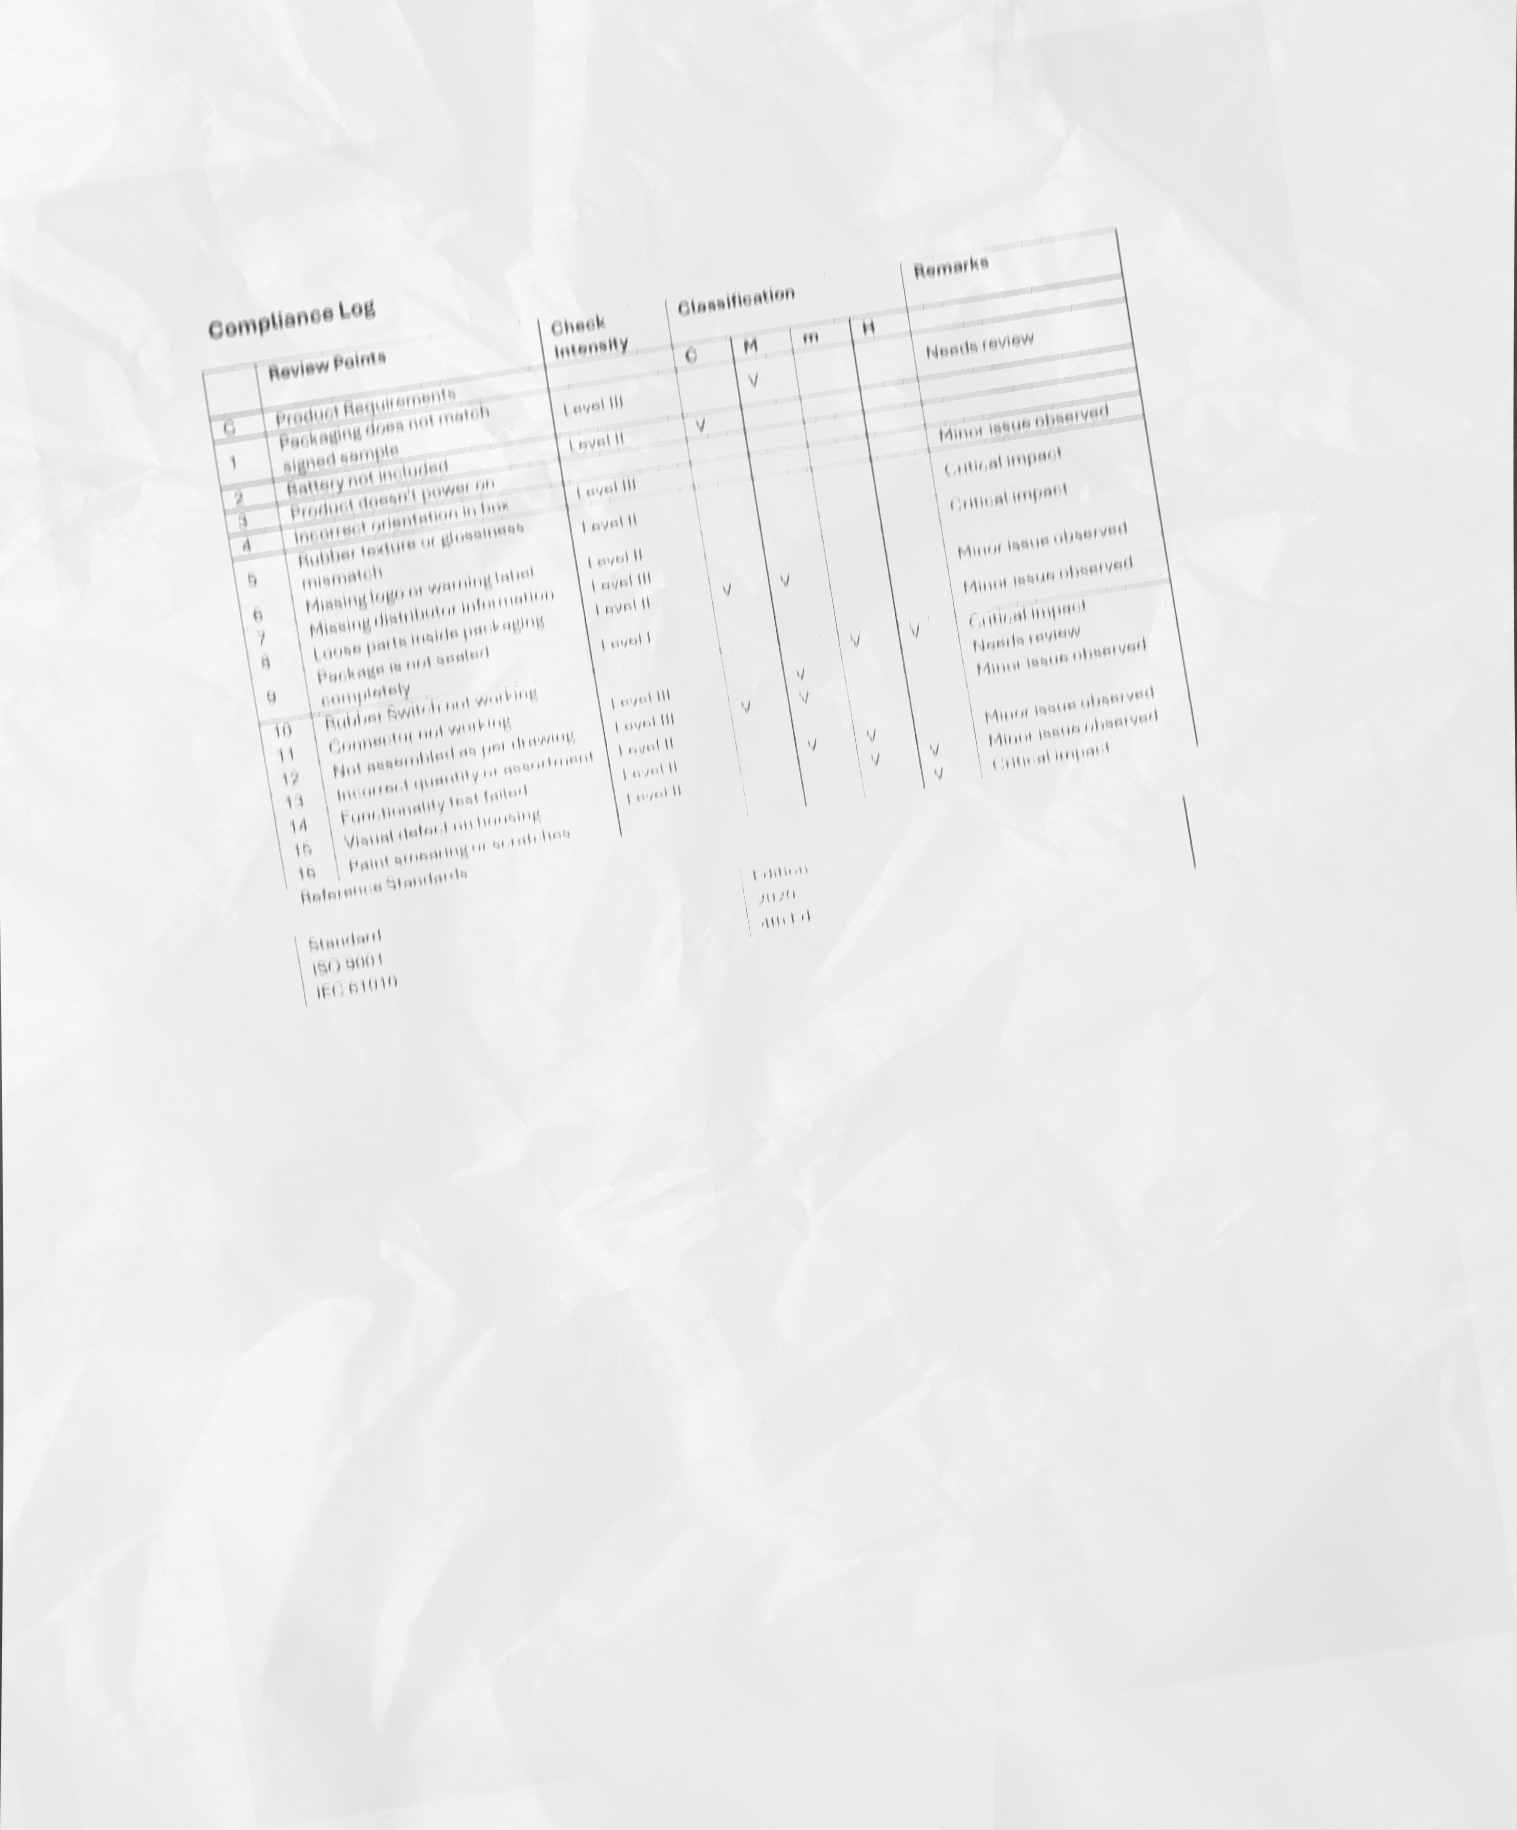 Compliance Log
Review Points Check Intensity Classification Remarks
C M m H
C Product Requirements
1 Packaging does not match Level III V Needs review
signed sample
2 Battery not included Level II V
3 Product doesn't power on
4 Incorrect orientation in box Level III Minor issue observed
5 Rubber texture or glossiness Level II Critical impact
mismatch
6 Missing logo or warning label Level II Critical impact
7 Missing distributor information Level III
8 Loose parts inside packaging Level II V V Minor issue observed
9 Package is not sealed Level I Minor issue observed
completely
10 Rubber Switch not working V V Critical impact
11 Connector not working Level III V Needs review
12 Not assembled as per drawing Level III V V Minor issue observed
13 Incorrect quantity or assortment Level II
14 Functionality test failed Level II V V Minor issue observed
15 Visual defect on housing Level II V V Minor issue observed
16 Paint smearing or scratches V Critical impact
Reference Standards
Standard Edition
ISO 9001 2020
IEC 61010 4th Ed